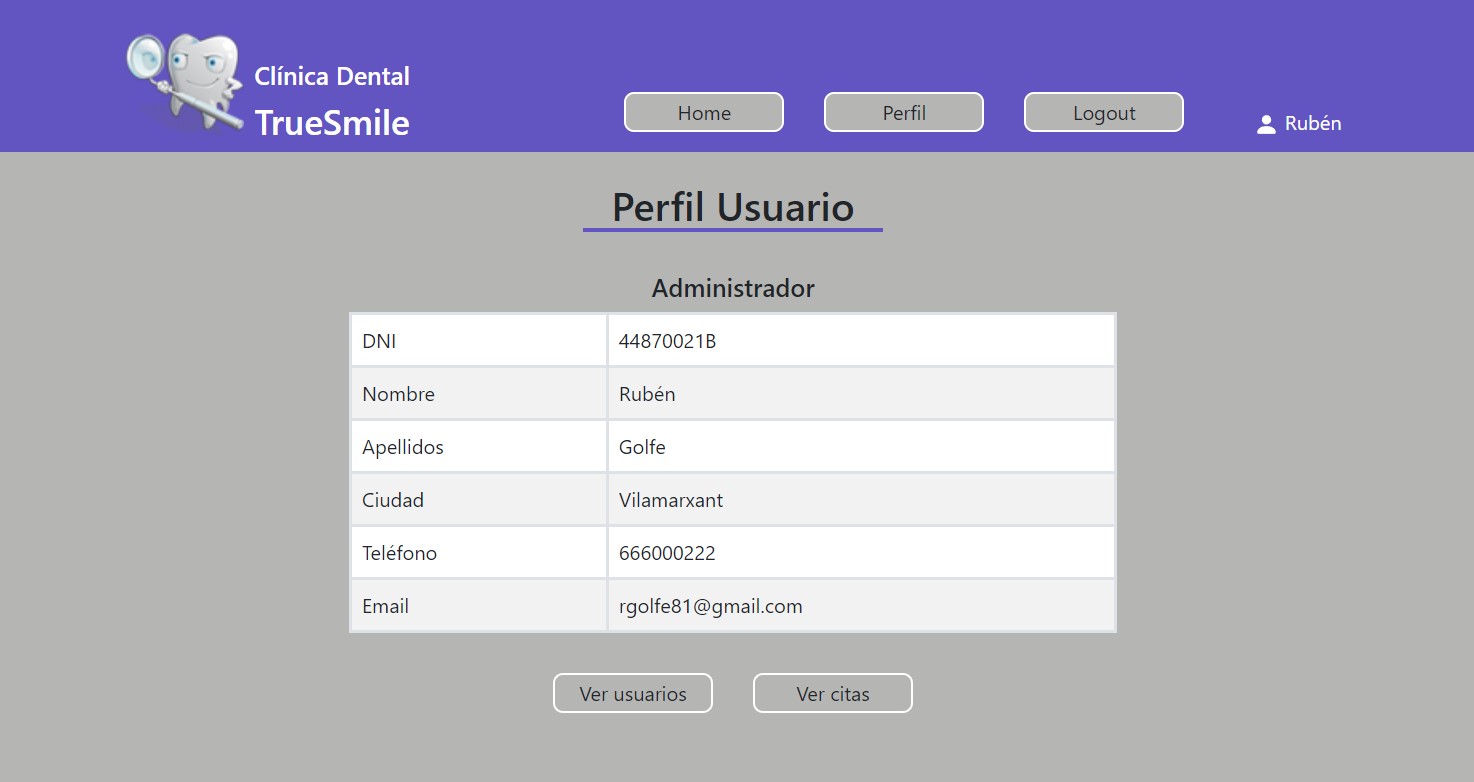 Clínica Dental
TrueSmile
Home
Perfil
Logout
Rubén
Perfil Usuario
Administrador
DNI 44870021B
Nombre Rubén
Apellidos Golfe
Ciudad Vilamarxant
Teléfono 666000222
Email rgolfe81@gmail.com
Ver usuarios
Ver citas